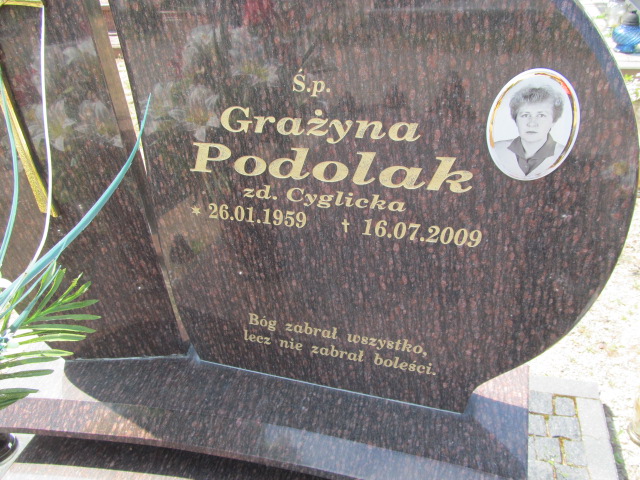 Ś.p.
Grażyna
Podolak
zd. Cyglicka
* 26.01.1959 † 16.07.2009
Bóg zabrał wszystko,
lecz nie zabrał boleści.